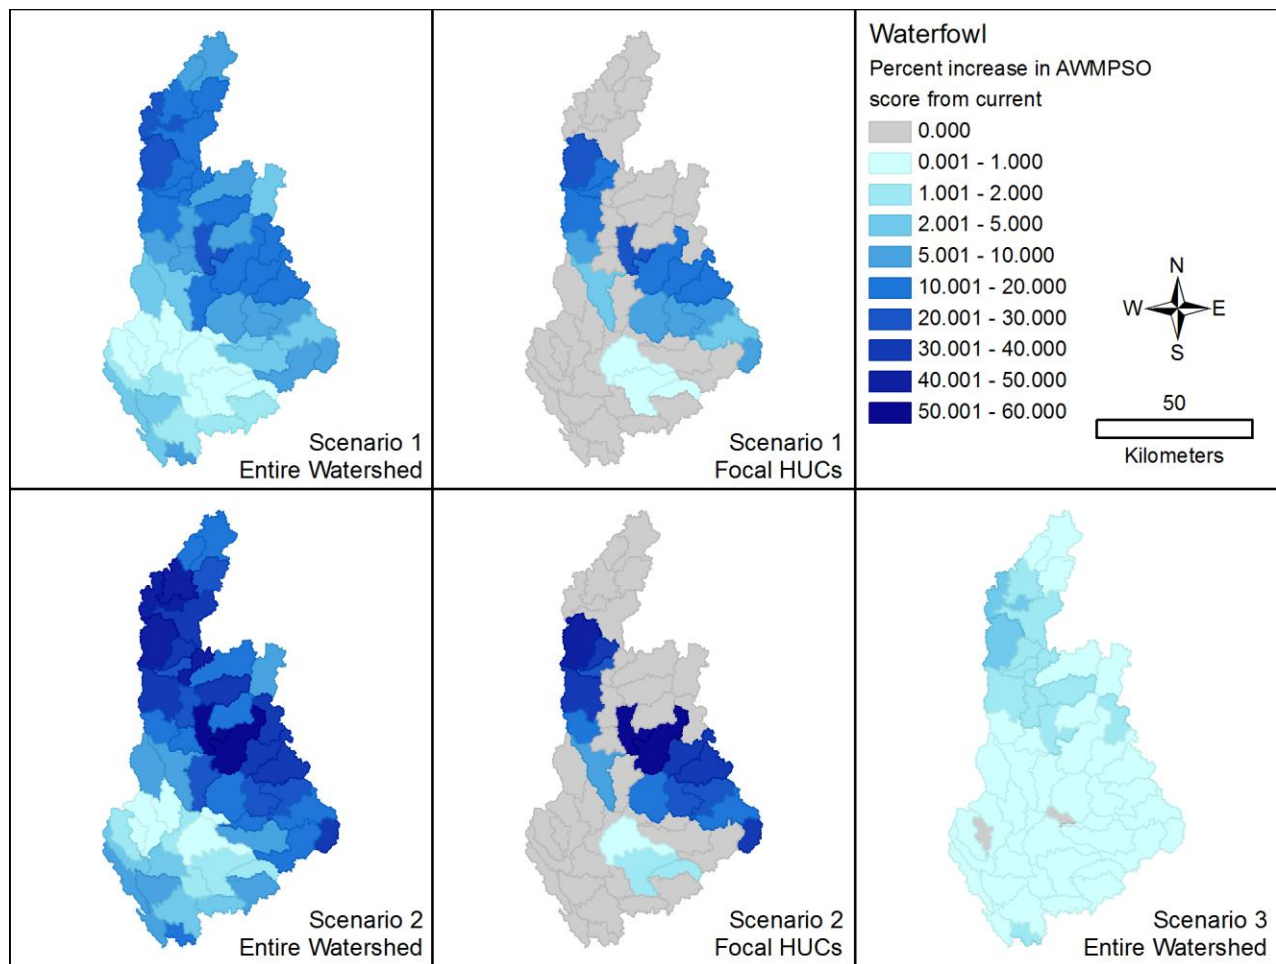 Waterfowl
Percent increase in AWMPSO
score from current
0.000
0.001 - 1.000
1.001 - 2.000
2.001 - 5.000
5.001 - 10.000
10.001 - 20.000
20.001 - 30.000
30.001 - 40.000
40.001 - 50.000
50.001 - 60.000
N
W E
S
50
Kilometers
Scenario 1
Entire Watershed
Scenario 1
Focal HUCs
Scenario 2
Entire Watershed
Scenario 2
Focal HUCs
Scenario 3
Entire Watershed